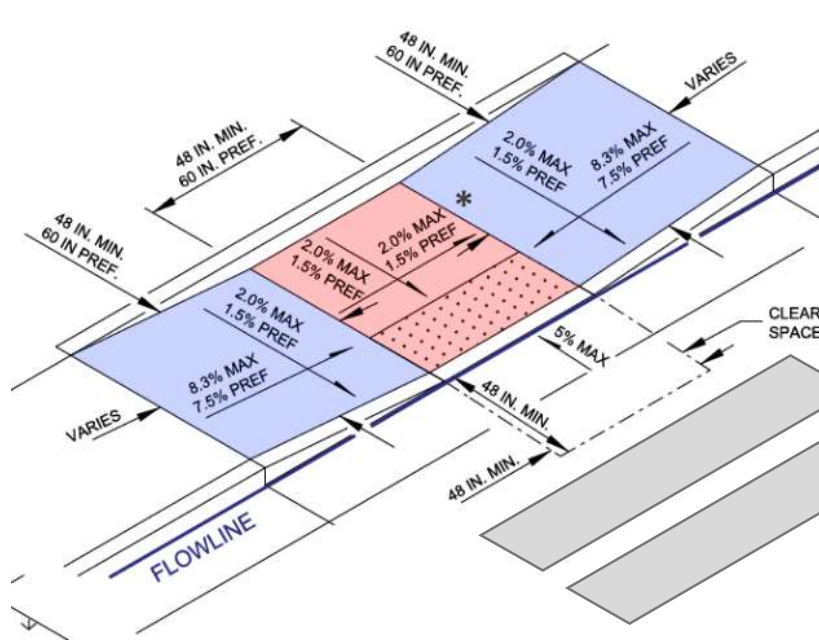 48 IN. MIN.
60 IN PREF.
VARIES
48 IN. MIN.
60 IN. PREF.
2.0% MAX
1.5% PREF
8.3% MAX
7.5% PREF
*
48 IN. MIN.
60 IN. PREF.
2.0% MAX
1.5% PREF
2.0% MAX
1.5% PREF
2.0% MAX
1.5% PREF
8.3% MAX
7.5% PREF
VARIES
5% MAX
CLEAR
SPACE
48 IN. MIN.
48 IN. MIN.
FLOWLINE